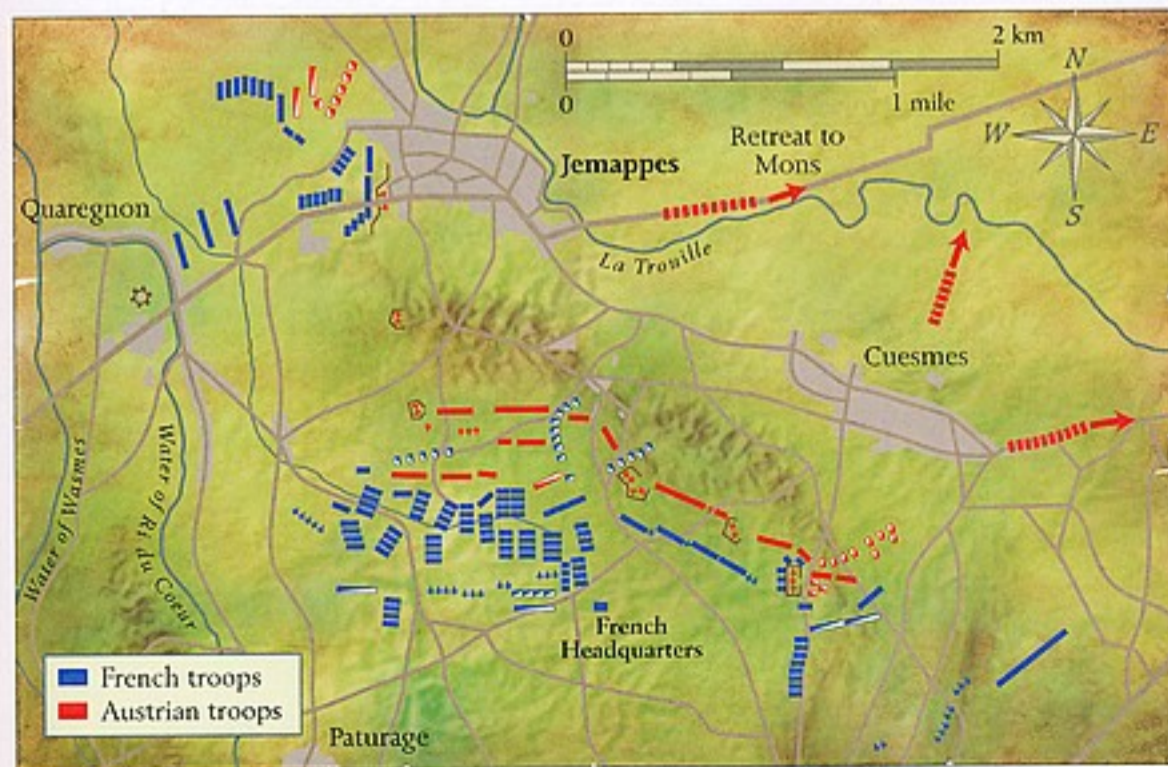 0
2 km
0
1 mile
N
W
E
S
Retreat to
Mons
Jemappes
Quaregnon
La Trouille
Cuesmes
Water of Wasmes
Water of Ri du Coeur
French
Headquarters
French troops
Austrian troops
Paturage